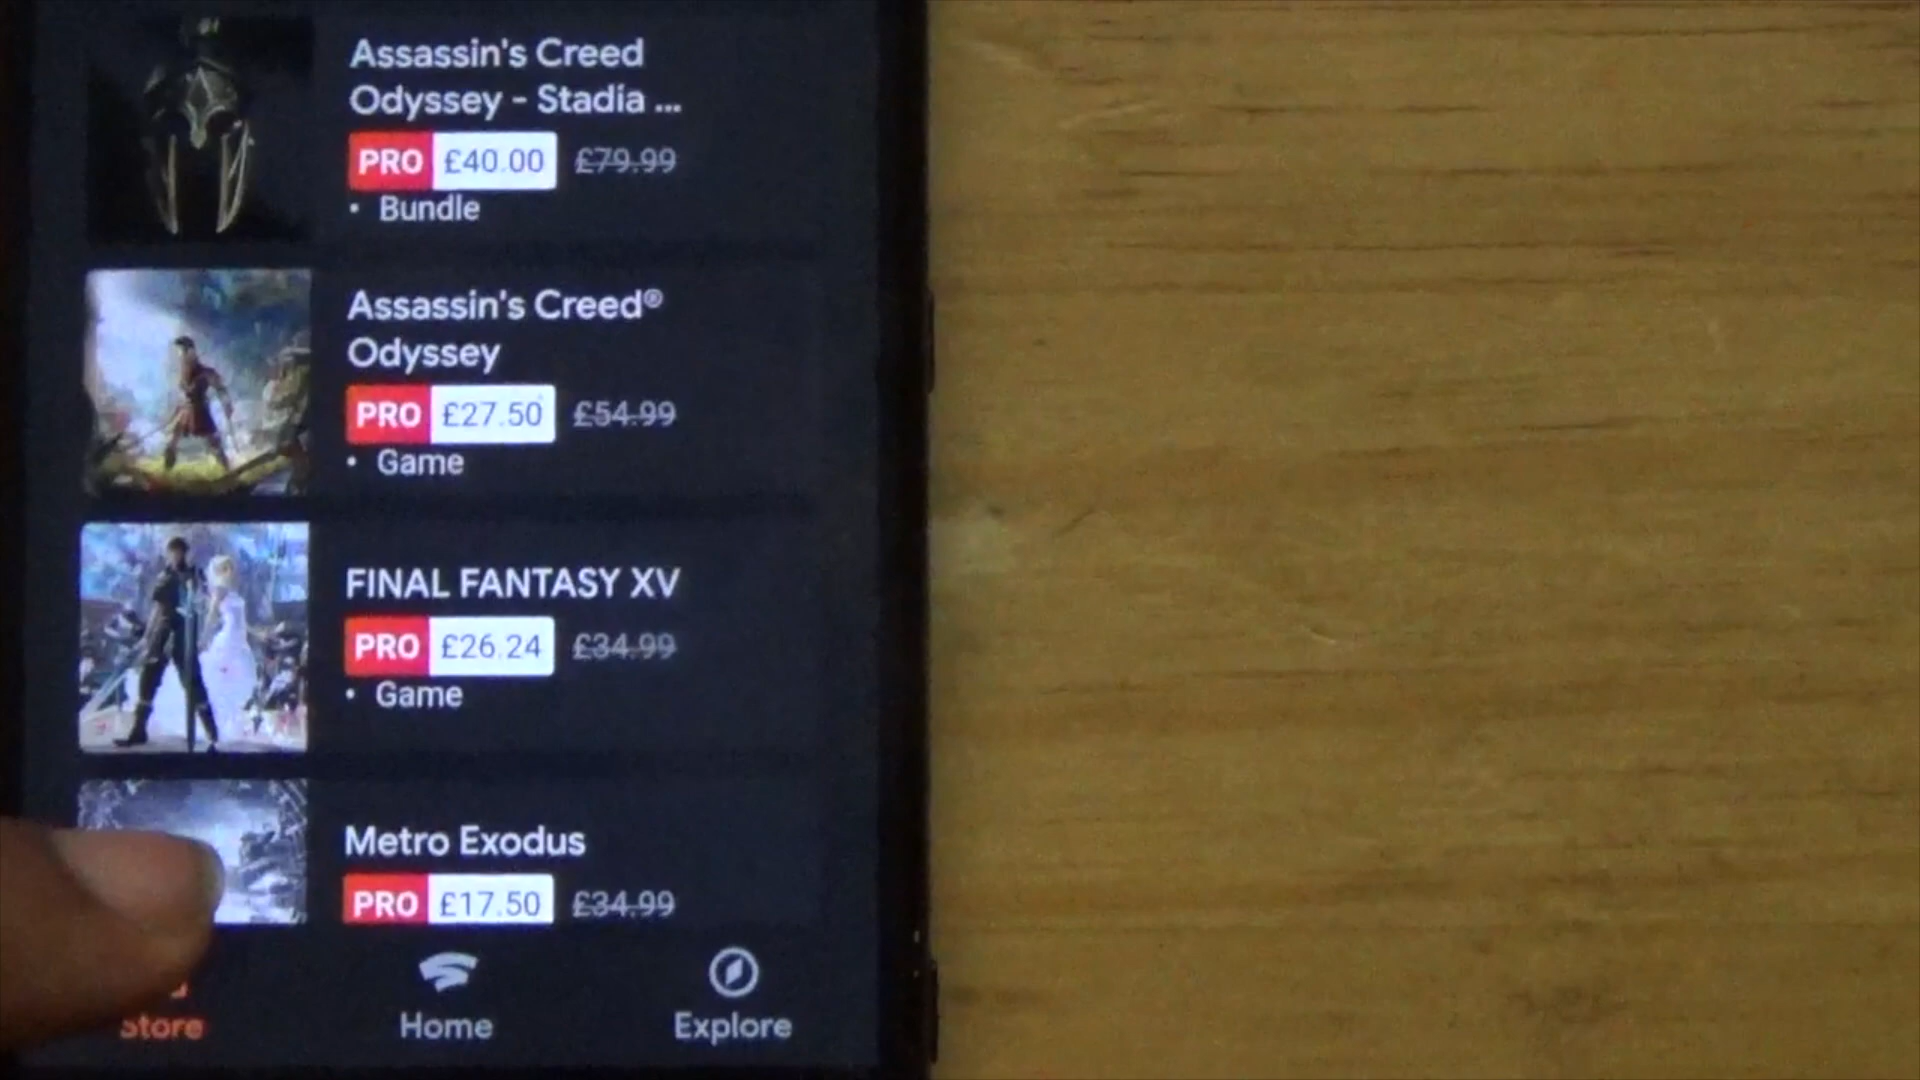 Assassin's Creed
Odyssey - Stadia ...
PRO £40.00 £79.99
• Bundle
Assassin's Creed®
Odyssey
PRO £27.50 £54.99
• Game
FINAL FANTASY XV
PRO £26.24 £34.99
• Game
Metro Exodus
PRO £17.50 £34.99
Store Home Explore